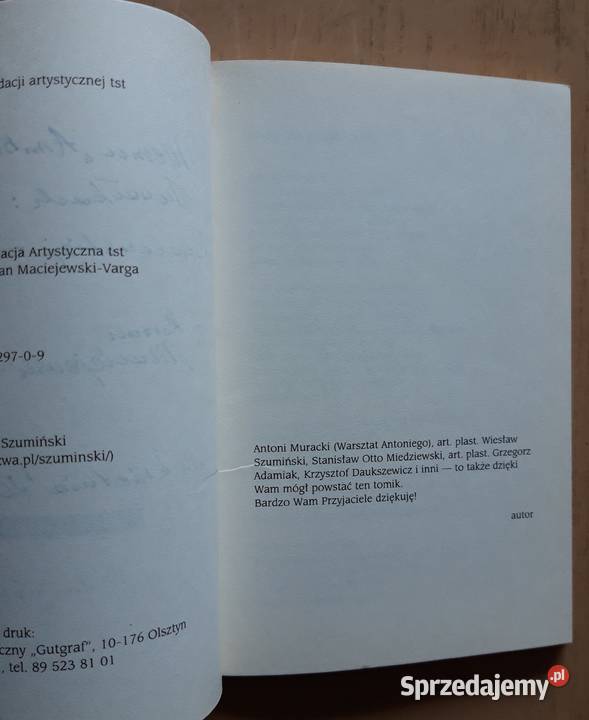 dacji artystycznej tst
acja Artystyczna tst
an Maciejewski-Varga
297-0-9
Szumiński
wa.pl/szuminski/)
druk:
czny „Gutgraf”, 10-176 Olsztyn
, tel. 89 523 81 01
Antoni Muracki (Warsztat Antoniego), art. plast. Wiesław
Szumiński, Stanisław Otto Miedziewski, art. plast. Grzegorz
Adamiak, Krzysztof Daukszewicz i inni — to także dzięki
Wam mógł powstać ten tomik.
Bardzo Wam Przyjaciele dziękuję!
autor
Sprzedajemy.pl